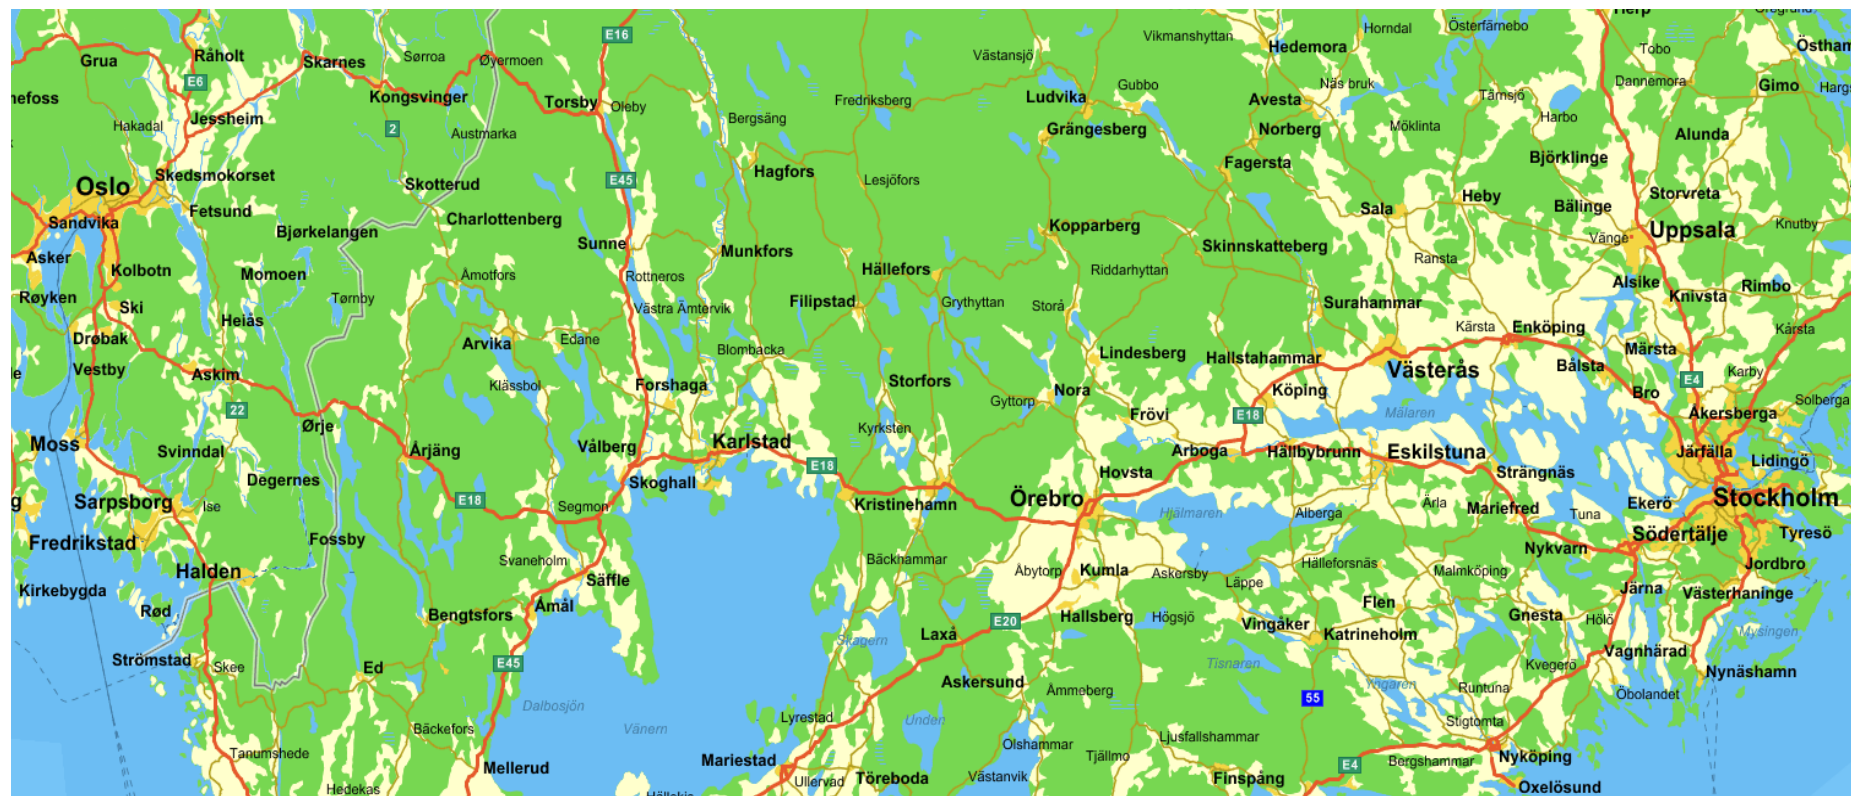 E16
Grua
Råholt
Skarnes
Sørroa
Øyermoen
Västansjö
Vikmanshyttan
Hedemora
Horndal
Österfärnebo
Tobo
E6
nefoss
Kongsvinger
Torsby
Oleby
Fredriksberg
Ludvika
Gubbo
Avesta
Näs bruk
Tärnsjö
Dannemora
Gimo
Hakadal
Jessheim
2
Austmarka
Bergsäng
Grängesberg
Norberg
Möklinta
Harbo
Alunda
Oslo
Skedsmokorset
Skotterud
E45
Hagfors
Lesjöfors
Fagersta
Björklinge
Storvreta
Sandvika
Fetsund
Bjørkelangen
Charlottenberg
Sunne
Munkfors
Kopparberg
Skinnskatteberg
Sala
Heby
Bälinge
Vänge
Uppsala
Knutby
Asker
Kolbotn
Momoen
Åmotfors
Rottneros
Hällefors
Riddarhyttan
Ransta
Alsike
Røyken
Ski
Tørnby
Västra Ämtervik
Filipstad
Grythyttan
Storå
Surahammar
Knivsta
Rimbo
Heiås
Drøbak
Arvika
Edane
Blombacka
Lindesberg
Hallstahammar
Kärsta
Enköping
Märsta
Kårsta
Vestby
Askim
Klässbol
Forshaga
Storfors
Nora
Köping
Västerås
Bålsta
Bro
E4
Karby
22
Ørje
Gyttorp
Frövi
E18
Mälaren
Åkersberga
Solberga
Moss
Svinndal
Årjäng
Vålberg
Karlstad
Kyrksten
Arboga
Hällbybrunn
Eskilstuna
Järfälla
Lidingö
Degernes
E18
Skoghall
E18
Hovsta
Strängnäs
Sarpsborg
Ise
Segmon
Kristinehamn
Örebro
Hjälmaren
Alberga
Ärla
Mariefred
Tuna
Ekerö
Stockholm
Fredrikstad
Fossby
Svaneholm
Bäckhammar
Nykvarn
Södertälje
Tyresö
Halden
Säffle
Åbytorp
Kumla
Askersby
Läppe
Hälleforsnäs
Malmköping
Jordbro
Kirkebygda
Rød
Bengtsfors
Åmål
E20
Hallsberg
Högsjö
Vingåker
Flen
Gnesta
Hölö
Järna
Västerhaninge
Laxå
Skagern
Katrineholm
Mysingen
Strömstad
Skee
Ed
E45
Tisnaren
Kvegerö
Vagnhärad
Nynäshamn
Askersund
Åmmeberg
55
Yngaren
Runtuna
Öbolandet
Dalbosjön
Vänern
Lyrestad
Unden
Stigtomta
Tanumshede
Bäckefors
Mariestad
Olshammar
Ljusfallshammar
Tjällmo
E4
Bergshammar
Nyköping
Hedekas
Mellerud
Ullervad
Töreboda
Västanvik
Finspång
Oxelösund